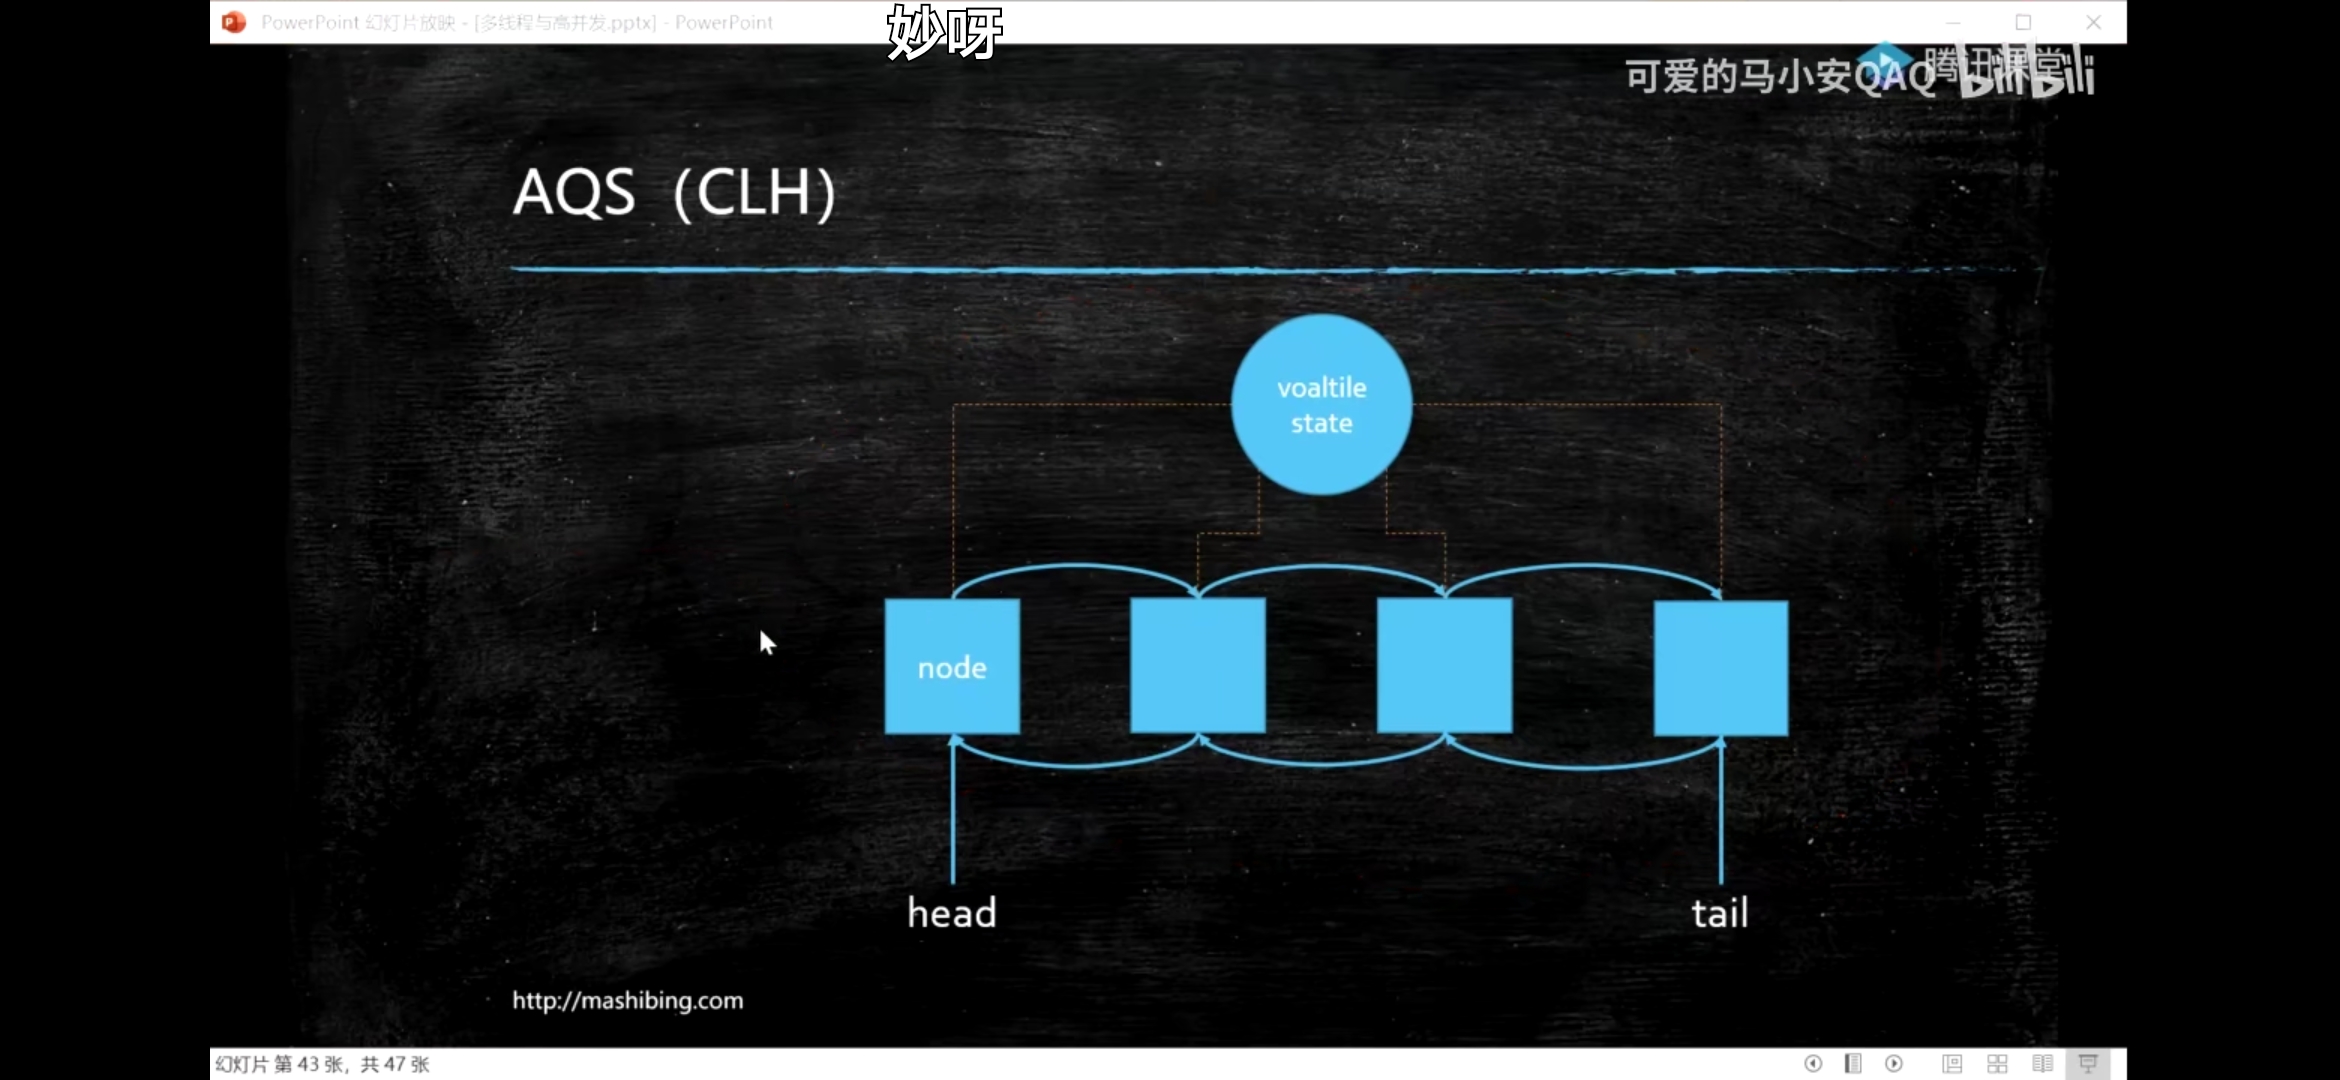 PowerPoint 幻灯片放映 - [多线程与高并发.pptx] - PowerPoint
妙呀
可爱的马小安QAQ
腾讯课堂
bilibili
AQS（CLH）
voaltile
state
node
head
tail
http://mashibing.com
幻灯片 第 43 张，共 47 张